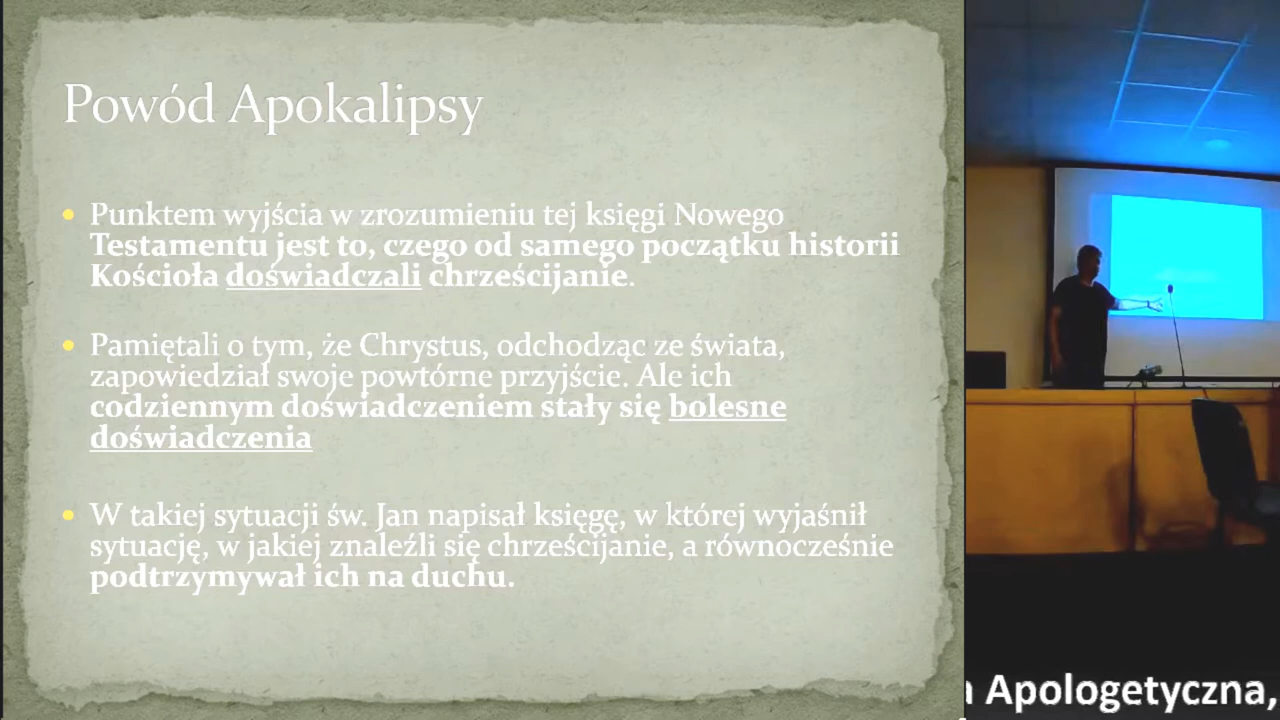 Powód Apokalipsy
• Punktem wyjścia w zrozumieniu tej księgi Nowego
Testamentu jest to, czego od samego początku historii
Kościoła doświadczali chrześcijanie.
• Pamiętali o tym, że Chrystus, odchodząc ze świata,
zapowiedział swoje powtórne przyjście. Ale ich
codziennym doświadczeniem stały się bolesne
doświadczenia
• W takiej sytuacji św. Jan napisał księgę, w której wyjaśnił
sytuację, w jakiej znaleźli się chrześcijanie, a równocześnie
podtrzymywał ich na duchu.
Apologetyczna,